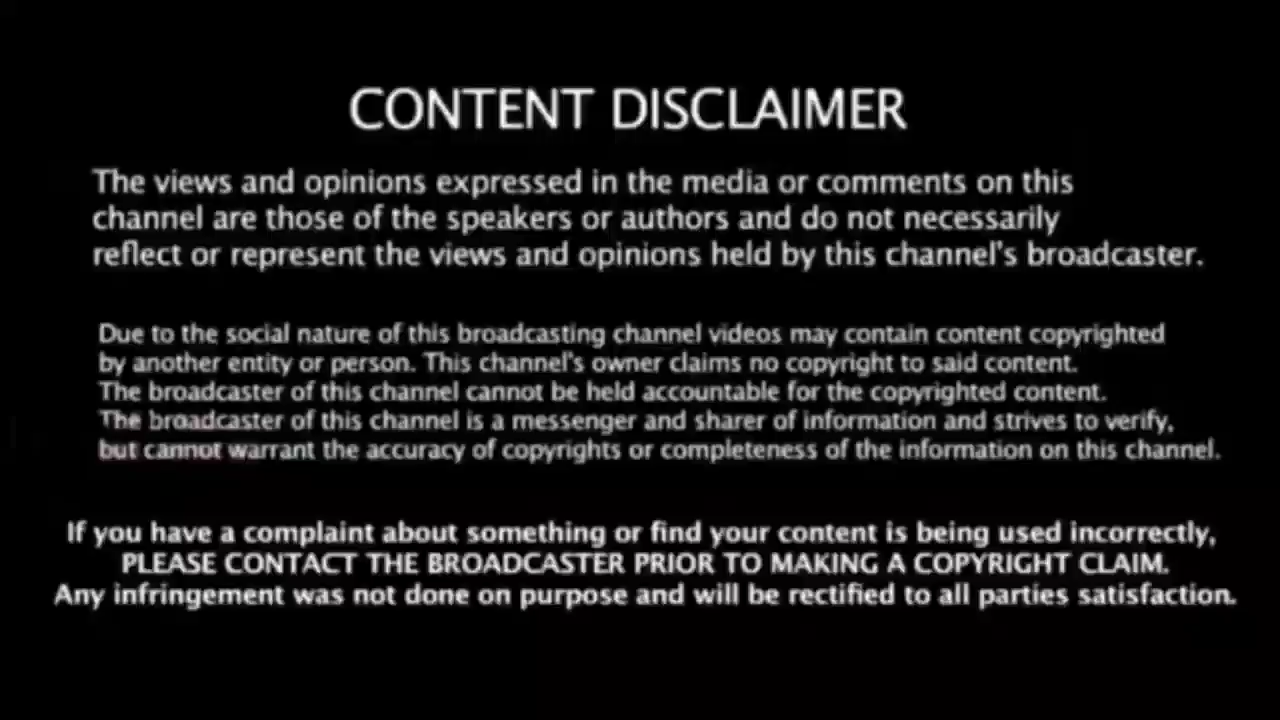 CONTENT DISCLAIMER
The views and opinions expressed in the media or comments on this
channel are those of the speakers or authors and do not necessarily
reflect or represent the views and opinions held by this channel's broadcaster.
Due to the social nature of this broadcasting channel videos may contain content copyrighted
by another entity or person. This channel's owner claims no copyright to said content.
The broadcaster of this channel cannot be held accountable for the copyrighted content.
The broadcaster of this channel is a messenger and sharer of information and strives to verify,
but cannot warrant the accuracy of copyrights or completeness of the information on this channel.
If you have a complaint about something or find your content is being used incorrectly,
PLEASE CONTACT THE BROADCASTER PRIOR TO MAKING A COPYRIGHT CLAIM.
Any infringement was not done on purpose and will be rectified to all parties satisfaction.